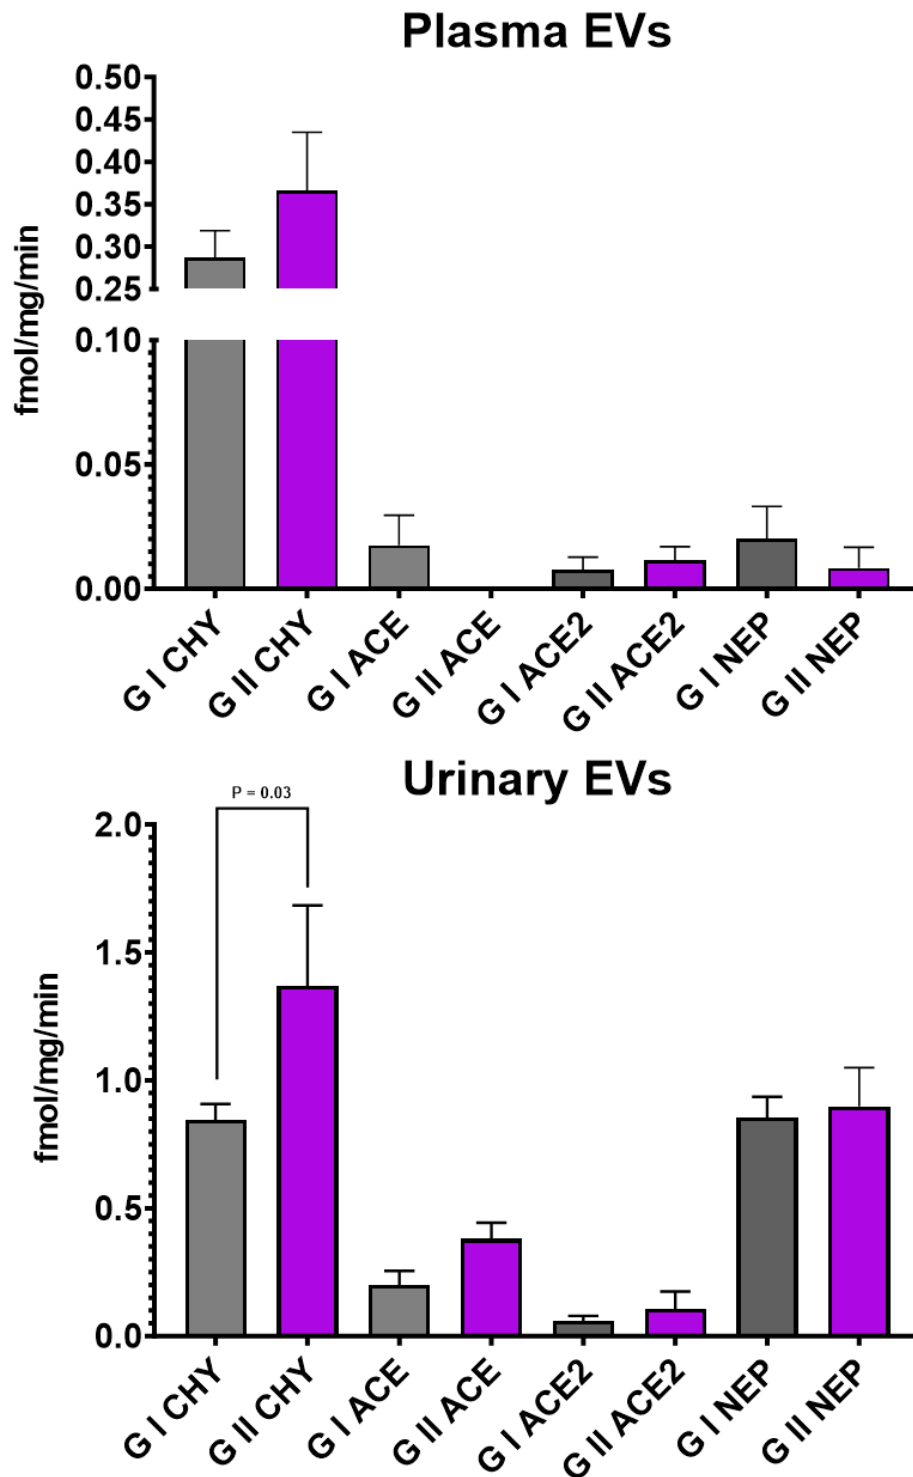 Plasma EVs
fmol/mg/min
0.50
0.45
0.40
0.35
0.30
0.25
0.10
0.05
0.00
G I CHY
G II CHY
G I ACE
G II ACE
G I ACE2
G II ACE2
G I NEP
G II NEP
Urinary EVs
P = 0.03
fmol/mg/min
2.0
1.5
1.0
0.5
0.0
G I CHY
G II CHY
G I ACE
G II ACE
G I ACE2
G II ACE2
G I NEP
G II NEP